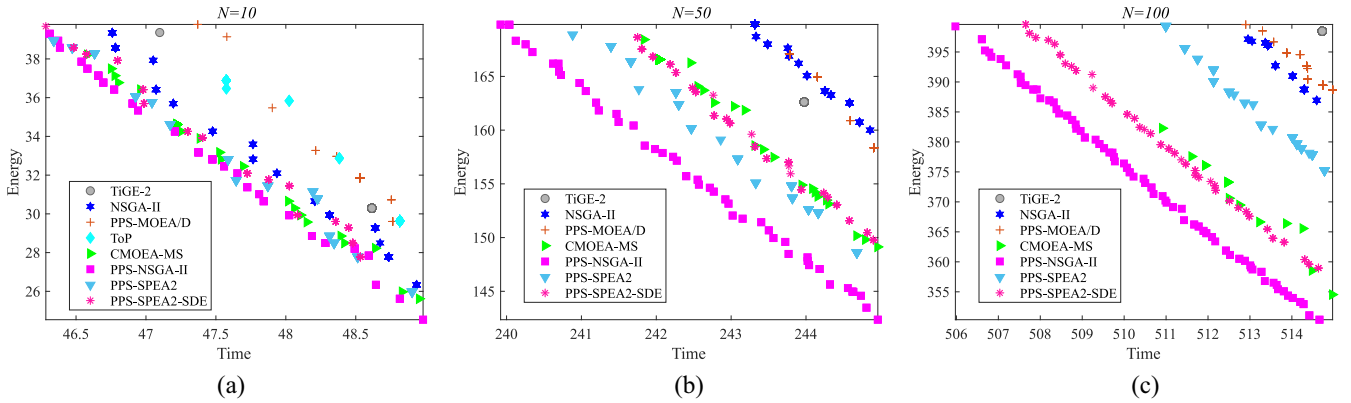 N=10
Energy
38
36
34
32
30
28
26
TiGE-2
NSGA-II
PPS-MOEA/D
ToP
CMOEA-MS
PPS-NSGA-II
PPS-SPEA2
PPS-SPEA2-SDE
46.5
47
47.5
48
48.5
Time
(a)
N=50
Energy
165
160
155
150
145
TiGE-2
NSGA-II
PPS-MOEA/D
CMOEA-MS
PPS-NSGA-II
PPS-SPEA2
PPS-SPEA2-SDE
240
241
242
243
244
Time
(b)
N=100
Energy
395
390
385
380
375
370
365
360
355
TiGE-2
NSGA-II
PPS-MOEA/D
CMOEA-MS
PPS-NSGA-II
PPS-SPEA2
PPS-SPEA2-SDE
506
507
508
509
510
511
512
513
514
Time
(c)